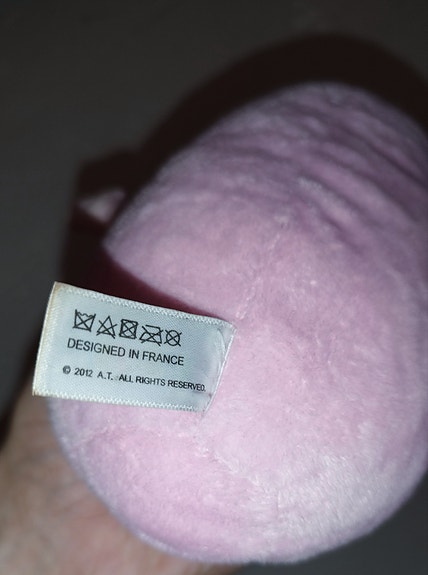 DESIGNED IN FRANCE
© 2012 A.T. ALL RIGHTS RESERVED.